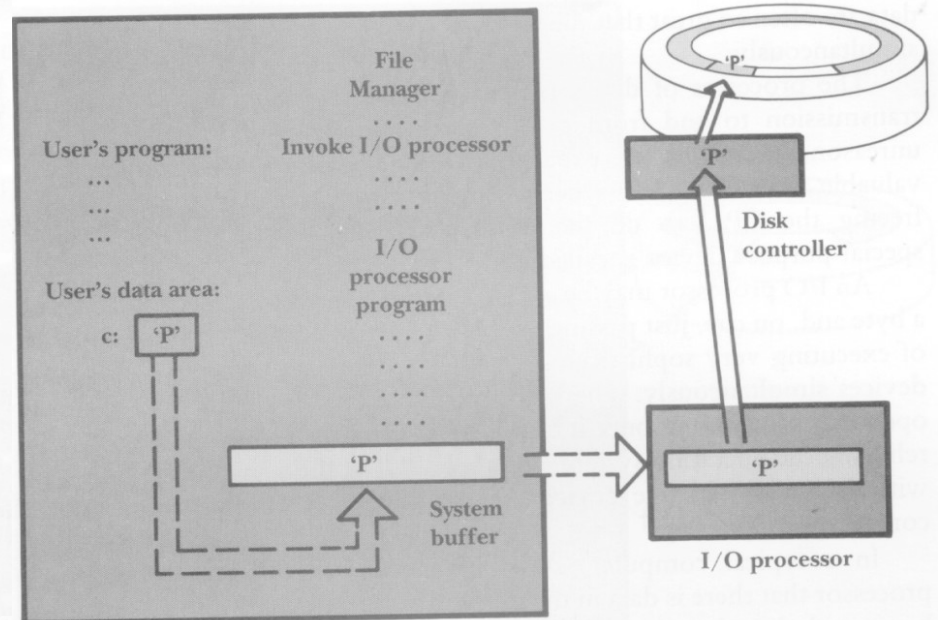 User's program:
...
...
...
User's data area:
c: 'P'
File
Manager
....
Invoke I/O processor
....
....
I/O
processor
program
....
....
....
....
'P'
System
buffer
'P'
'P'
Disk
controller
'P'
I/O processor